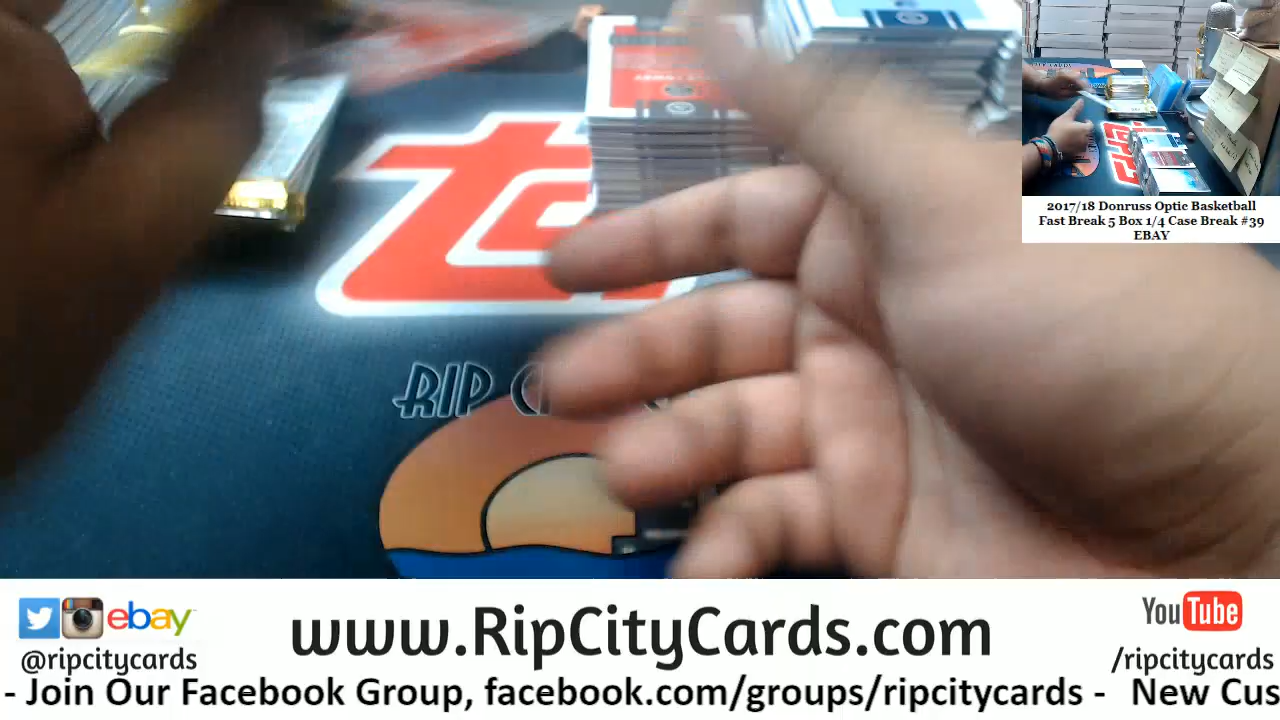 2017/18 Donruss Optic Basketball
Fast Break 5 Box 1/4 Case Break #39
EBAY
RIP C
ebay
www.RipCityCards.com
YouTube
@ripcitycards
/ripcitycards
- Join Our Facebook Group, facebook.com/groups/ripcitycards - New Cus